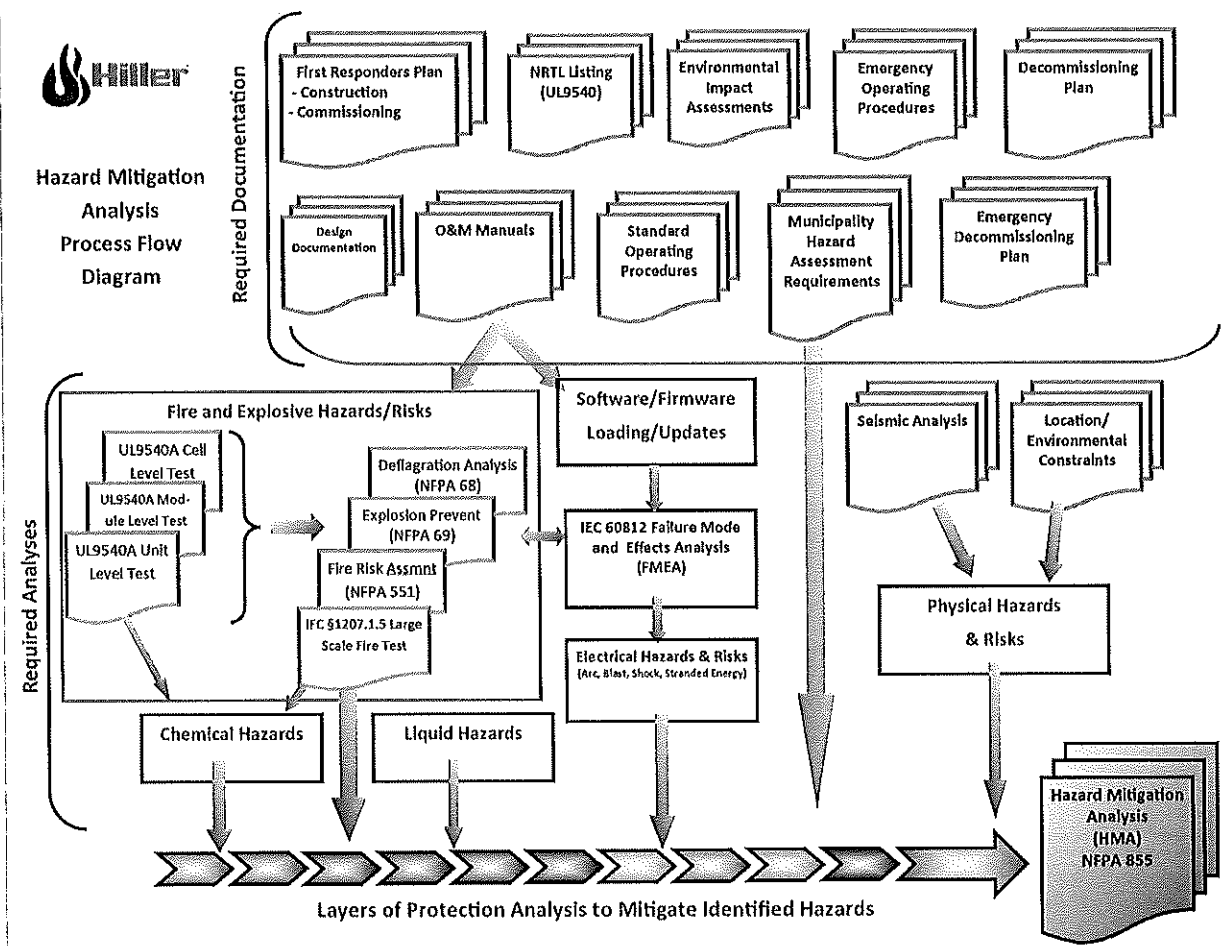 Hiller
Hazard Mitigation
Analysis
Process Flow
Diagram
Required Documentation
First Responders Plan
- Construction
- Commissioning
NRTL Listing
(UL9540)
Environmental
Impact
Assessments
Emergency
Operating
Procedures
Decommissioning
Plan
Design
Documentation
O&M Manuals
Standard
Operating
Procedures
Municipality
Hazard
Assessment
Requirements
Emergency
Decommissioning
Plan
Required Analyses
Fire and Explosive Hazards/Risks
UL9540A Cell
Level Test
UL9540A Mod-
ule Level Test
UL9540A Unit
Level Test
Deflagration Analysis
(NFPA 68)
Explosion Prevent
(NFPA 69)
Fire Risk Assmnt
(NFPA 551)
IFC §1207.1.5 Large
Scale Fire Test
Software/Firmware
Loading/Updates
IEC 60812 Failure Mode
and Effects Analysis
(FMEA)
Electrical Hazards & Risks
(Arc, Blast, Shock, Stranded Energy)
Seismic Analysis
Location/
Environmental
Constraints
Physical Hazards
& Risks
Chemical Hazards
Liquid Hazards
Hazard Mitigation
Analysis
(HMA)
NFPA 855
Layers of Protection Analysis to Mitigate Identified Hazards